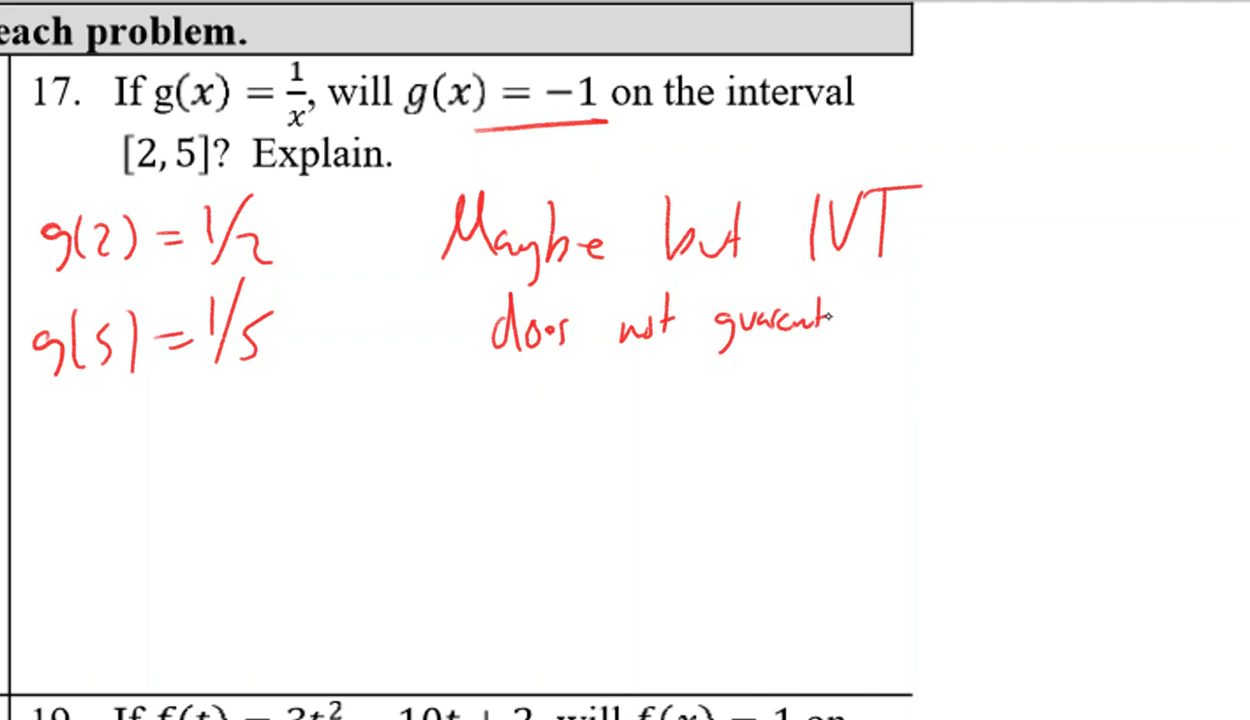 each problem.
17. If g(x) = 1/x, will g(x) = −1 on the interval
[2, 5]? Explain.
g(2) = 1/2
Maybe but IVT
g(5) = 1/5
does not guarent